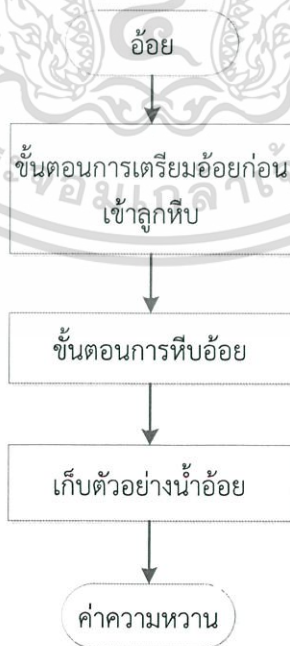 อ้อย
ขั้นตอนการเตรียมอ้อยก่อน
เข้าลูกหีบ
ขั้นตอนการหีบอ้อย
เก็บตัวอย่างน้ำอ้อย
ค่าความหวาน